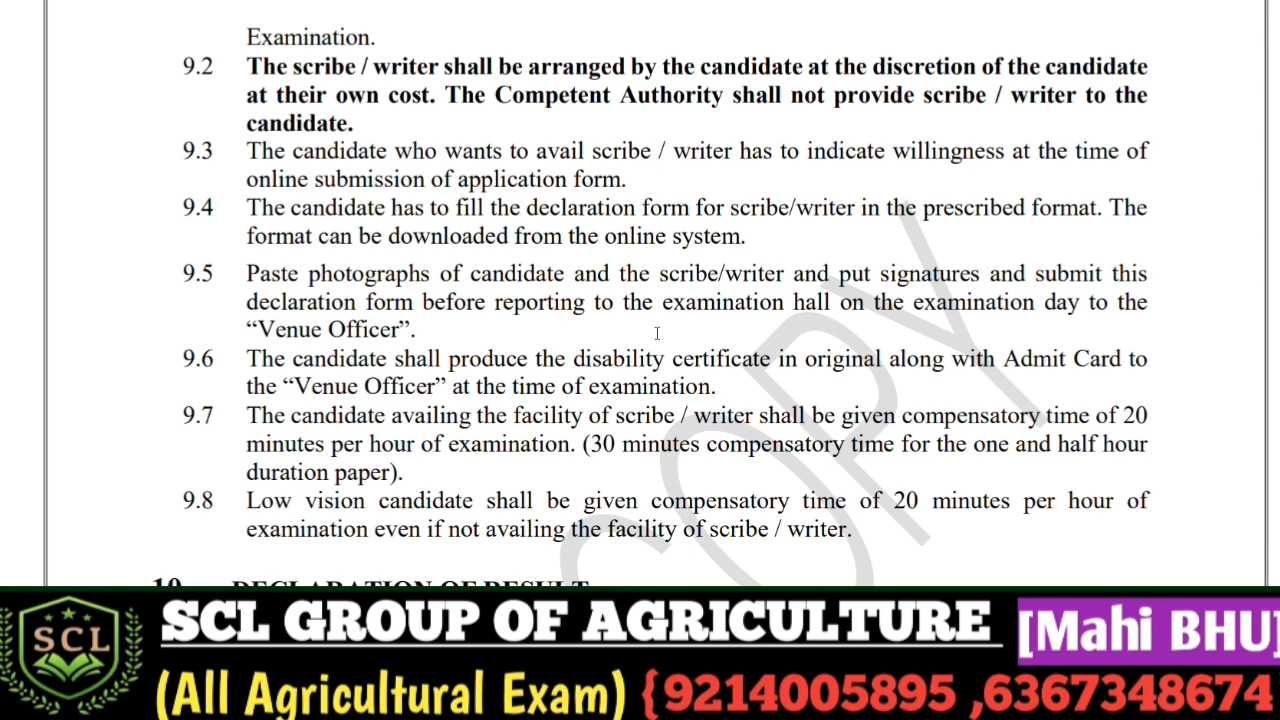 Examination.
9.2 The scribe / writer shall be arranged by the candidate at the discretion of the candidate
at their own cost. The Competent Authority shall not provide scribe / writer to the
candidate.
9.3 The candidate who wants to avail scribe / writer has to indicate willingness at the time of
online submission of application form.
9.4 The candidate has to fill the declaration form for scribe/writer in the prescribed format. The
format can be downloaded from the online system.
9.5 Paste photographs of candidate and the scribe/writer and put signatures and submit this
declaration form before reporting to the examination hall on the examination day to the
“Venue Officer”.
9.6 The candidate shall produce the disability certificate in original along with Admit Card to
the “Venue Officer” at the time of examination.
9.7 The candidate availing the facility of scribe / writer shall be given compensatory time of 20
minutes per hour of examination. (30 minutes compensatory time for the one and half hour
duration paper).
9.8 Low vision candidate shall be given compensatory time of 20 minutes per hour of
examination even if not availing the facility of scribe / writer.
10 DECLARATION OF RESULT
COPY
SCL
SCL GROUP OF AGRICULTURE [Mahi BHU]
(All Agricultural Exam) {9214005895 ,6367348674